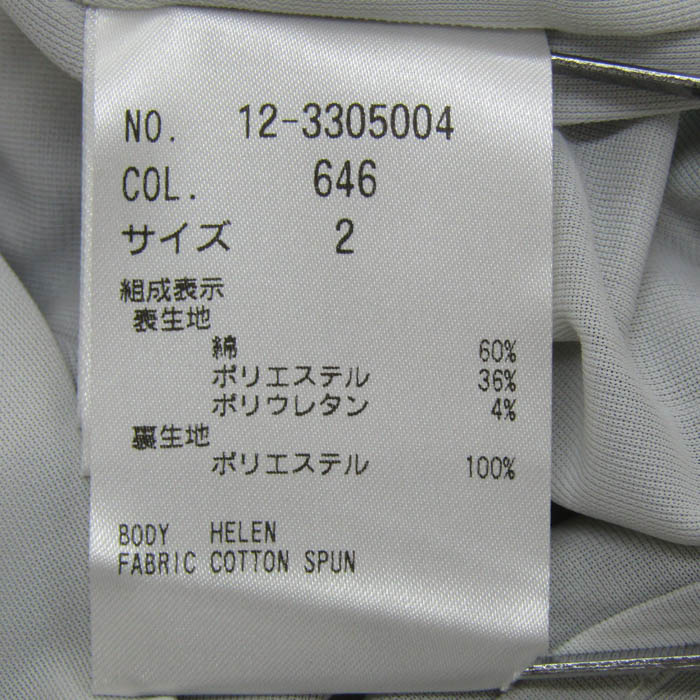 NO. 12-3305004
COL. 646
サイズ 2
組成表示
表生地
綿 60%
ポリエステル 36%
ポリウレタン 4%
裏生地
ポリエステル 100%
BODY HELEN
FABRIC COTTON SPUN